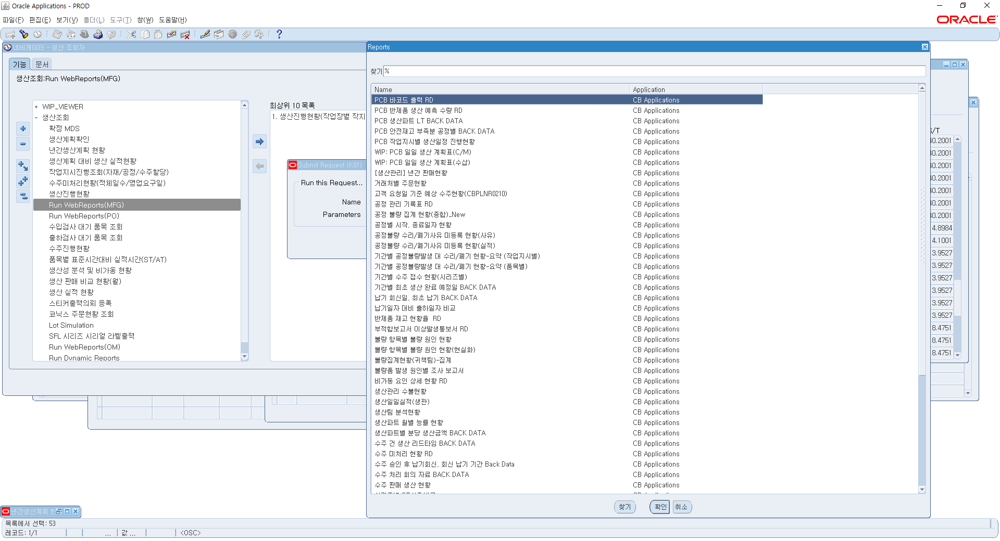 Oracle Applications - PROD
파일(F) 편집(E) 보기(V) 폴더(L) 도구(T) 창(W) 도움말(H)
ORACLE
네비게이터 - 생산 조회자
기능 문서
생산조회:Run WebReports(MFG)
+ WIP_VIEWER
- 생산조회
확정 MDS
생산계획확인
년간생산계획 현황
생산계획 대비 생산 실적현황
작업지시진행조회(자재/공정/수주할당)
수주미처리현황(적체일수/영업요구일)
생산진행현황
Run WebReports(MFG)
Run WebReports(PO)
수입검사 대기 품목 조회
출하검사 대기 품목 조회
수주진행현황
품목별 표준시간대비 실적시간(ST/AT)
생산성 분석 및 비가동 현황
생산 판매 비교 현황(월)
생산 실적 현황
스티커출력의뢰 등록
코닉스 주문현황 조회
Lot Simulation
SFL 시리즈 시리얼 라벨출력
Run WebReports(OM)
Run Dynamic Reports
최상위 10 목록
1. 생산진행현황(작업장별 작지
Submit Request (K01)
Run this Request...
Name
Parameters
Reports
찾기 %
Name Application
PCB 바코드 출력 RD CB Applications
PCB 반제품 생산 예측 수량 RD CB Applications
PCB 생산파트 LT BACK DATA CB Applications
PCB 안전재고 부족분 공정별 BACK DATA CB Applications
PCB 작업지시별 생산일정 진행현황 CB Applications
WIP: PCB 일일 생산 계획표(C/M) CB Applications
WIP: PCB 일일 생산 계획표(수삽) CB Applications
[생산관리] 년간 판매현황 CB Applications
거래처별 주문현황 CB Applications
고객 요청일 기준 예상 수주현황(CBPLNR0210) CB Applications
공정 관리 기록표 RD CB Applications
공정 불량 집계 현황(종합)_New CB Applications
공정별 시작, 종료일자 현황 CB Applications
공정불량 수리/폐기사유 미등록 현황(사유) CB Applications
공정불량 수리/폐기사유 미등록 현황(실적) CB Applications
기간별 공정불량발생 대 수리/폐기 현황-요약 (작업지시별) CB Applications
기간별 공정불량발생 대 수리/폐기 현황-요약 (품목별) CB Applications
기간별 수주 접수 현황(시리즈별) CB Applications
기간별 최초 생산 완료 예정일 BACK DATA CB Applications
납기 회신일, 최초 납기 BACK DATA CB Applications
납기일자 대비 출하일자 비교 CB Applications
반제품 재고 현황율 RD CB Applications
부적합보고서 이상발생통보서 RD CB Applications
불량 항목별 불량 원인 현황 CB Applications
불량 항목별 불량 원인 현황(현실화) CB Applications
불량집계현황(귀책팀)-집계 CB Applications
불량품 발생 원인별 조사 보고서 CB Applications
비가동 요인 상세 현황 RD CB Applications
생산관리 수불현황 CB Applications
생산일일실적(생관) CB Applications
생산팀 분석현황 CB Applications
생산파트 월별 능률 현황 CB Applications
생산파트별 분당 생산금액 BACK DATA CB Applications
수주 건 생산 리드타임 BACK DATA CB Applications
수주 미처리 현황 RD CB Applications
수주 승인 후 납기회신, 회신 납기 기간 Back Data CB Applications
수주 처리 회의 자료 BACK DATA CB Applications
수주 판매 생산 현황 CB Applications
찾기 확인 취소
S/T
40.2001
40.2001
40.2001
40.2001
40.2001
40.2001
40.2001
4.8984
4.1001
3.9527
3.9527
3.9527
3.9527
3.9527
3.9527
8.4751
8.4751
8.4751
년간생산계획 현
목록에서 선택: 53
레코드: 1/1 ... 값 ... <OSC>